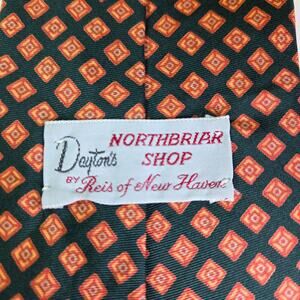 NORTHBRIAR
Dayton's SHOP
BY Reis of New Haven